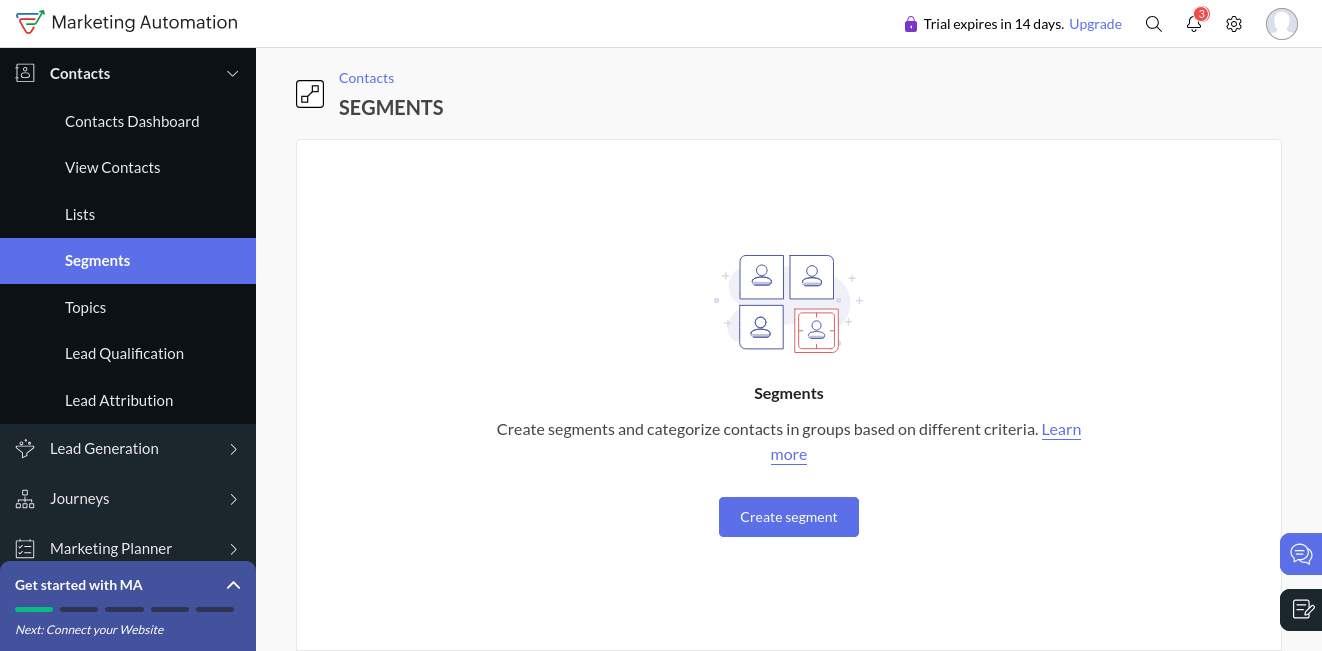 Marketing Automation
Trial expires in 14 days. Upgrade
3
Contacts
Contacts Dashboard
View Contacts
Lists
Segments
Topics
Lead Qualification
Lead Attribution
Lead Generation
Journeys
Marketing Planner
Get started with MA
Next: Connect your Website
Contacts
SEGMENTS
Segments
Create segments and categorize contacts in groups based on different criteria. Learn
more
Create segment